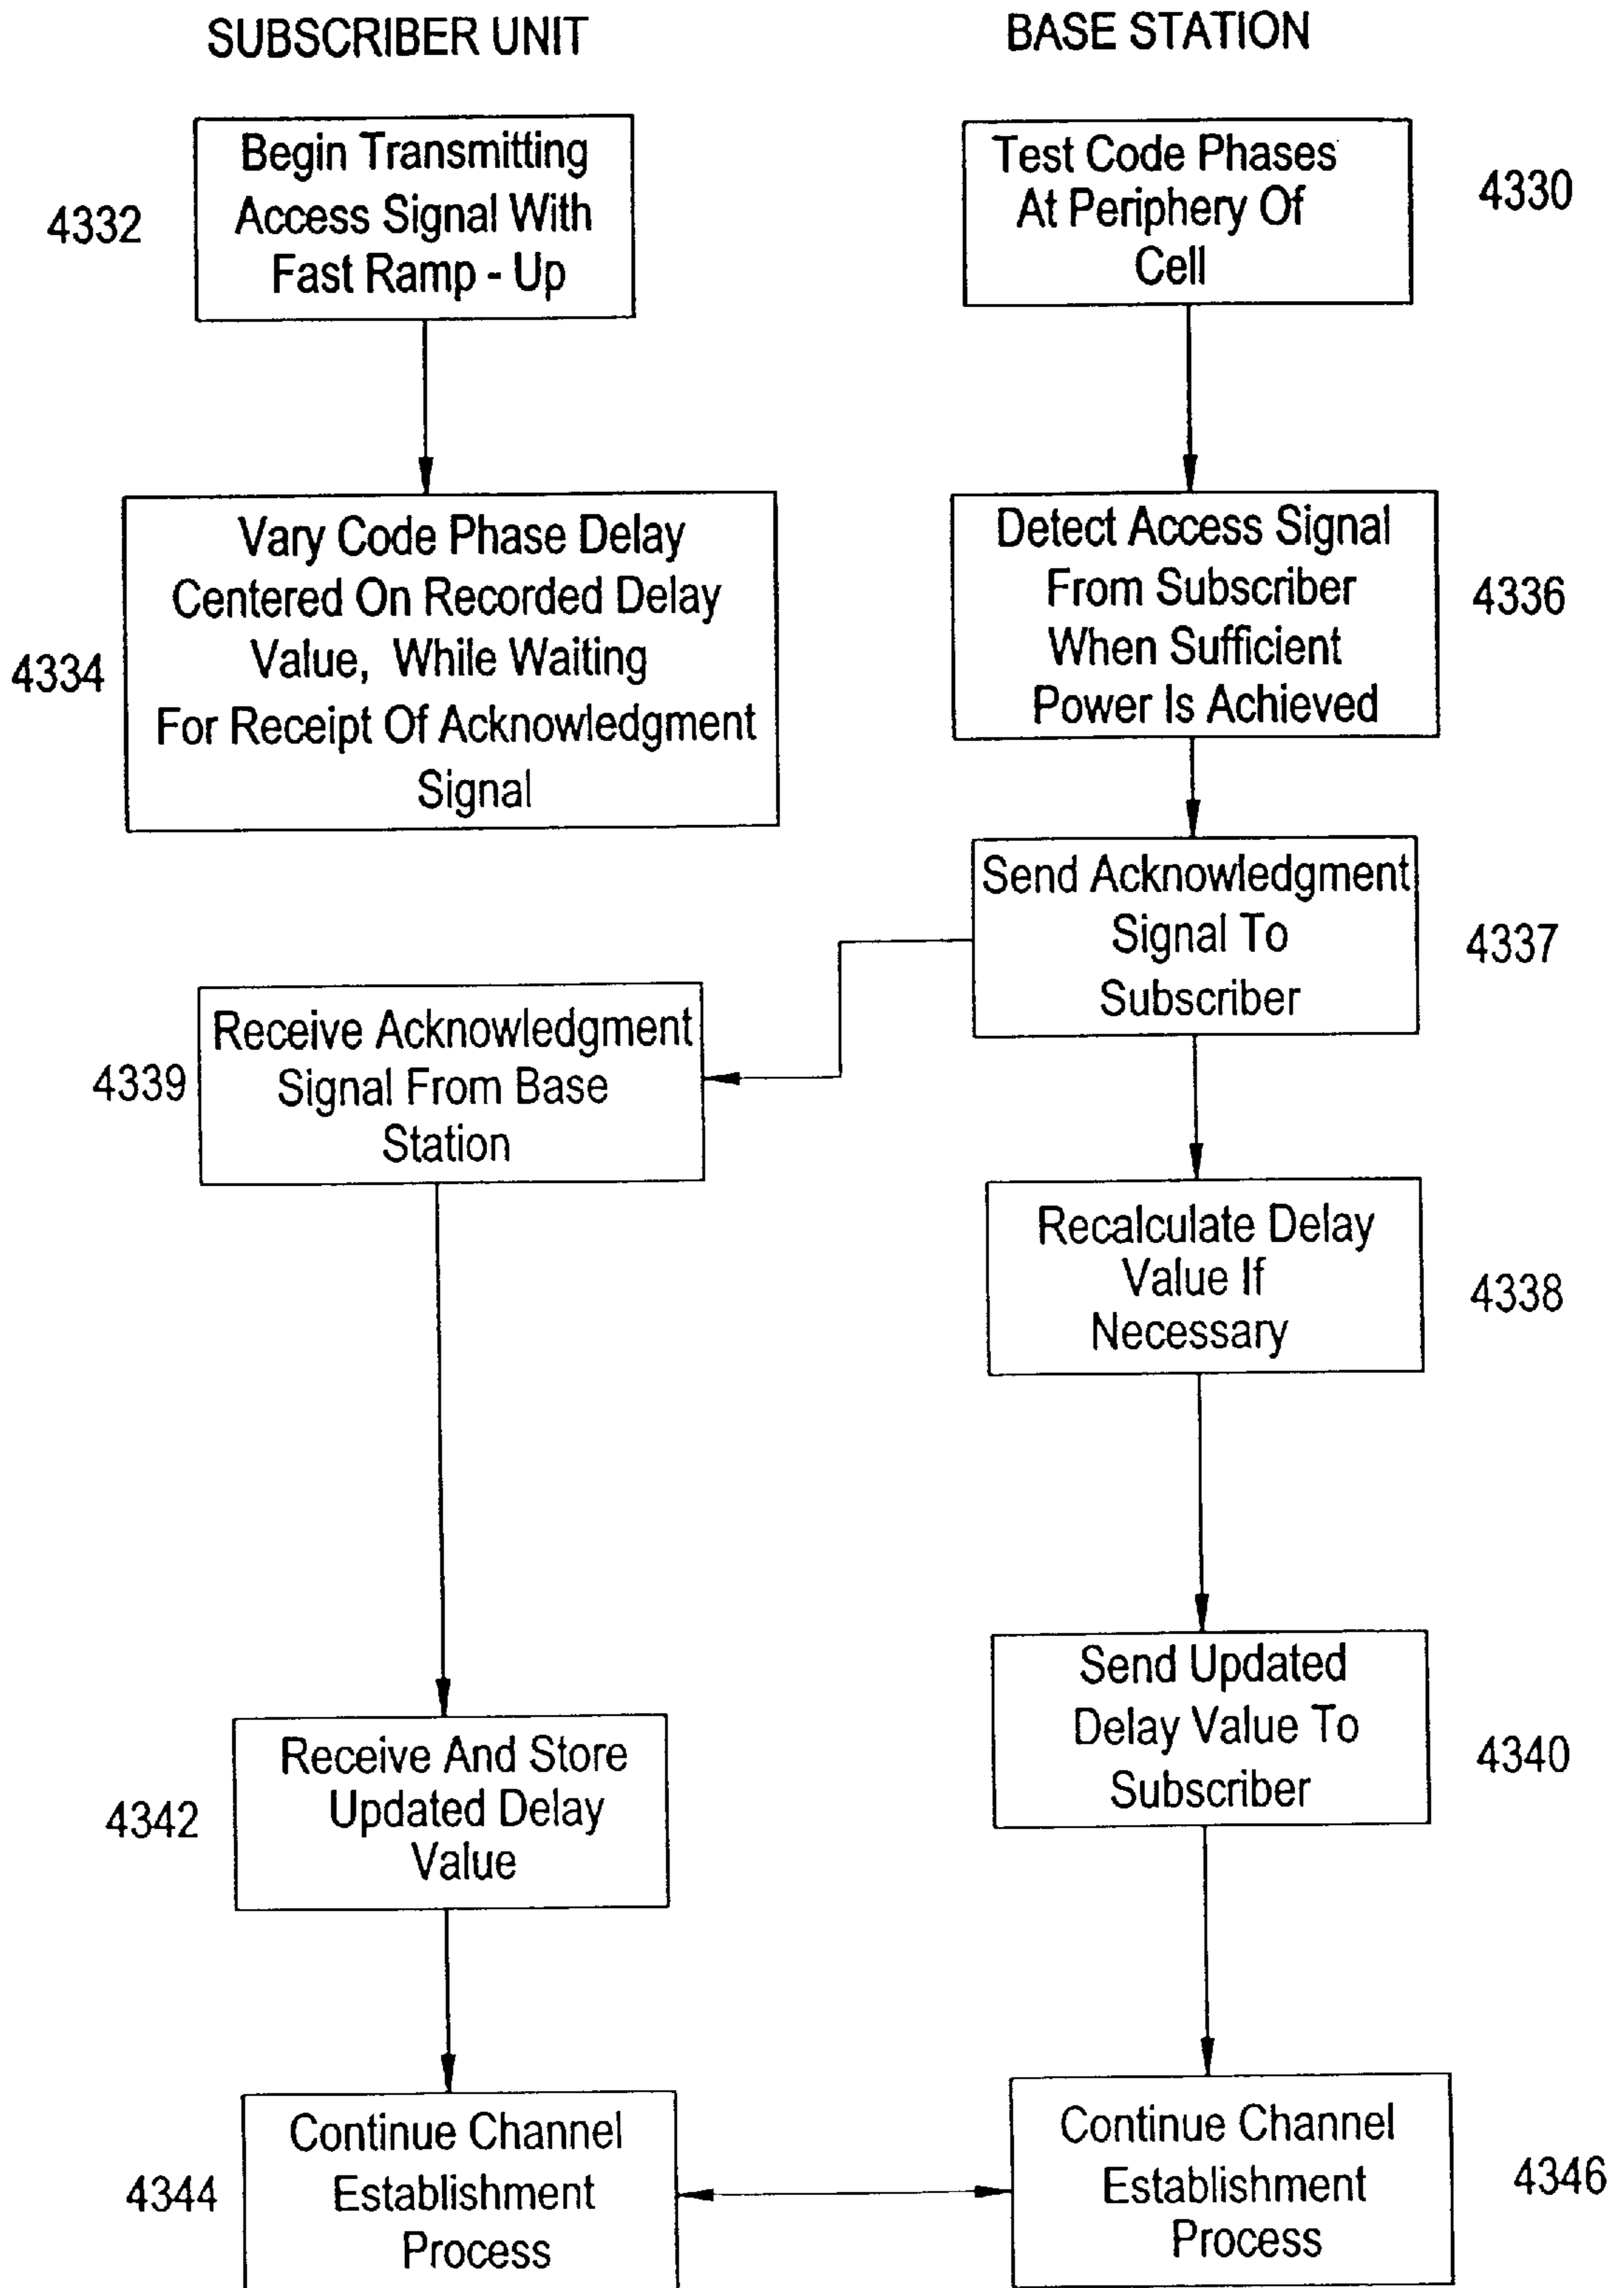 SUBSCRIBER UNIT
BASE STATION
Begin Transmitting
Access Signal With
Fast Ramp - Up
4332
Test Code Phases
At Periphery Of
Cell
4330
Vary Code Phase Delay
Centered On Recorded Delay
Value, While Waiting
For Receipt Of Acknowledgment
Signal
4334
Detect Access Signal
From Subscriber
When Sufficient
Power Is Achieved
4336
Send Acknowledgment
Signal To
Subscriber
4337
Receive Acknowledgment
Signal From Base
Station
4339
Recalculate Delay
Value If
Necessary
4338
Send Updated
Delay Value To
Subscriber
4340
Receive And Store
Updated Delay
Value
4342
Continue Channel
Establishment
Process
4344
Continue Channel
Establishment
Process
4346